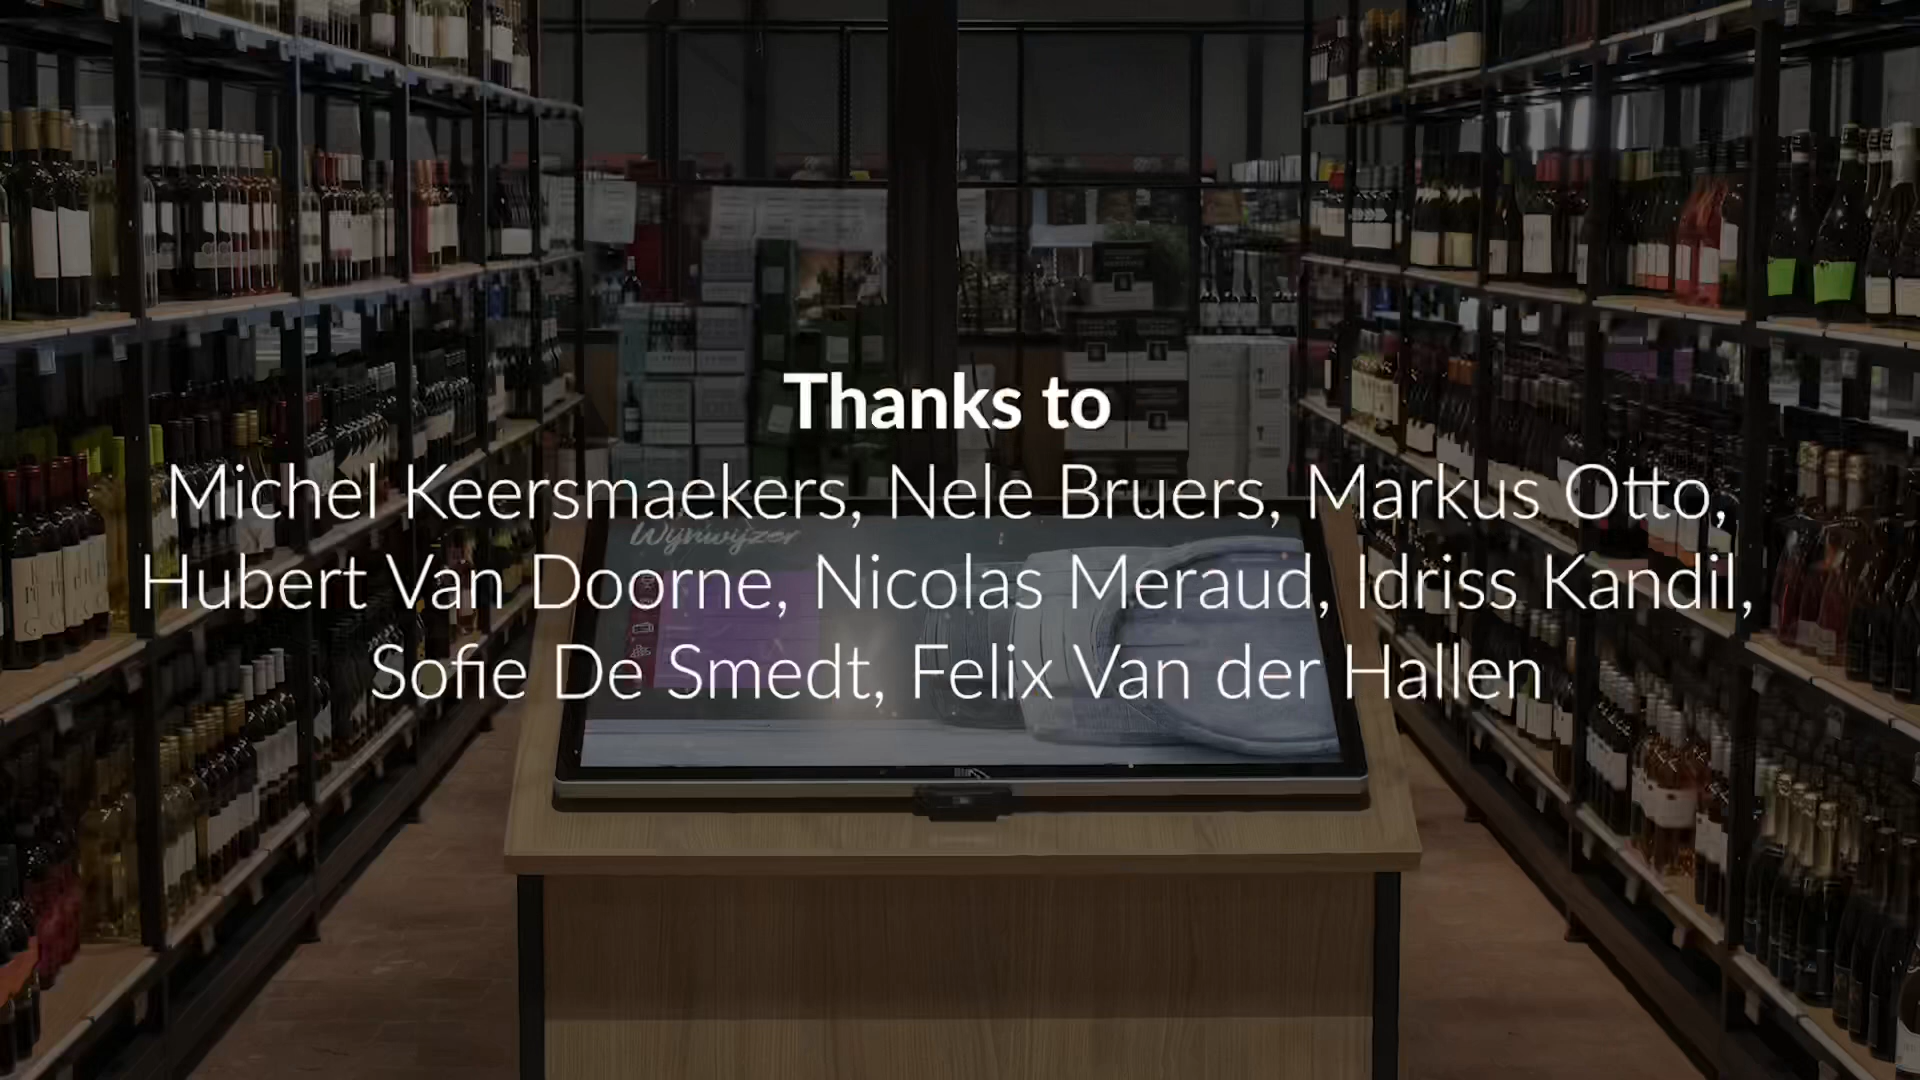 Thanks to
Michel Keersmaekers, Nele Bruers, Markus Otto,
Wijnwijzer
Hubert Van Doorne, Nicolas Meraud, Idriss Kandil,
Sofie De Smedt, Felix Van der Hallen